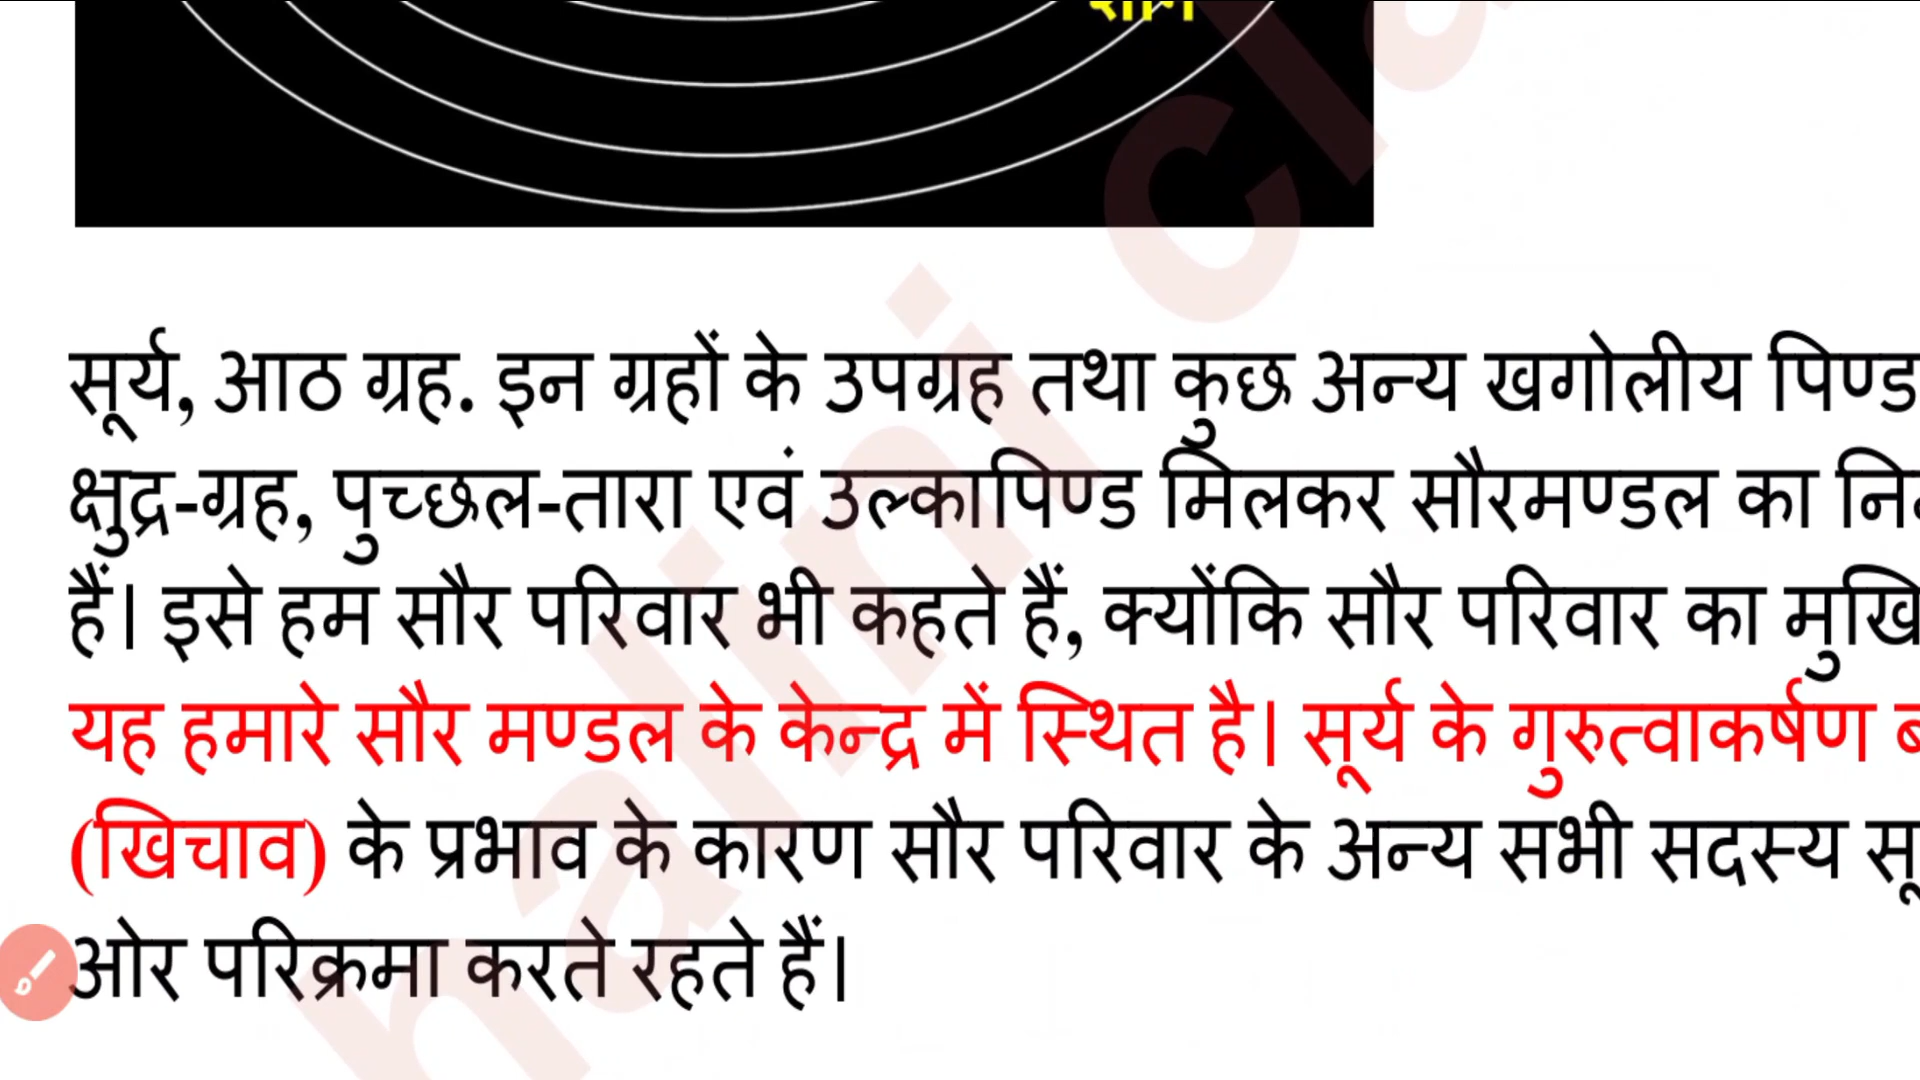 सूर्य, आठ ग्रह. इन ग्रहों के उपग्रह तथा कुछ अन्य खगोलीय पिण्ड
क्षुद्र-ग्रह, पुच्छल-तारा एवं उल्कापिण्ड मिलकर सौरमण्डल का
हैं। इसे हम सौर परिवार भी कहते हैं, क्योंकि सौर परिवार का
यह हमारे सौर मण्डल के केन्द्र में स्थित है। सूर्य के गुरुत्वाकर्षण
(खिचाव) के प्रभाव के कारण सौर परिवार के अन्य सभी सदस्य
ओर परिक्रमा करते रहते हैं।